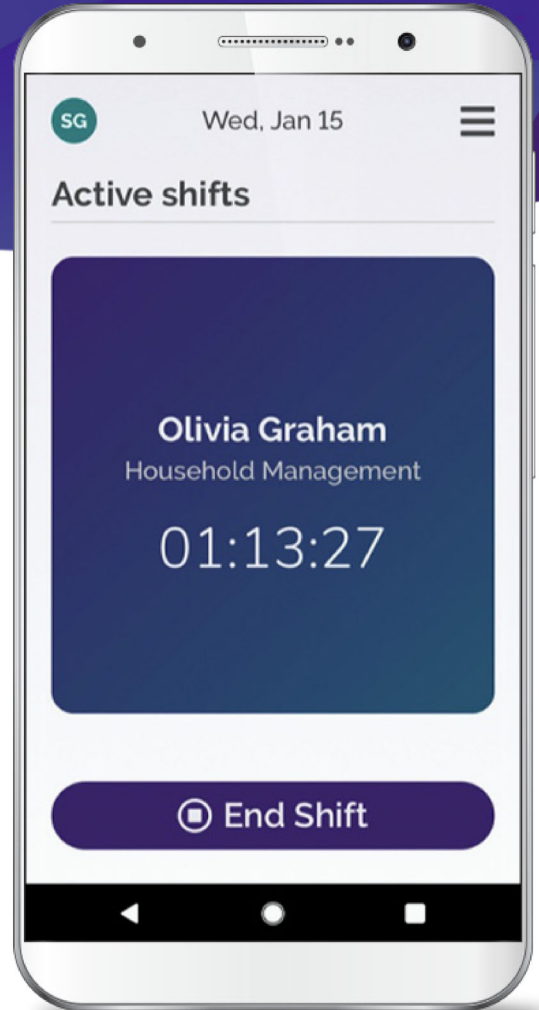 SG
Wed, Jan 15
Active shifts
Olivia Graham
Household Management
01:13:27
End Shift